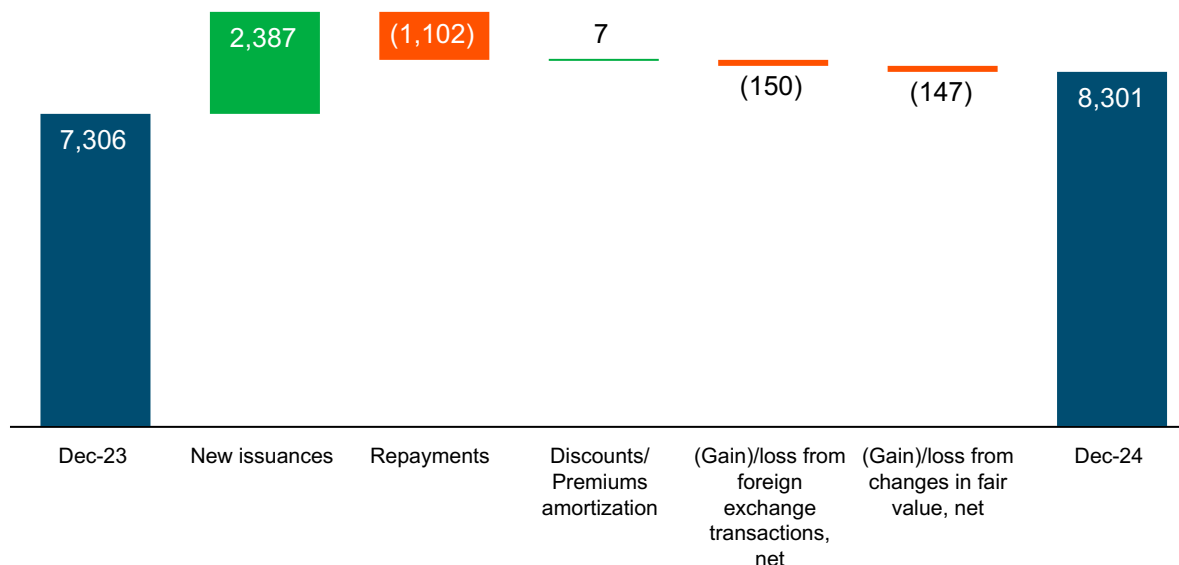 2,387
(1,102)
7
(150)
(147)
8,301
7,306
Dec-23
New issuances
Repayments
Discounts/
Premiums
amortization
(Gain)/loss from
foreign
exchange
transactions,
net
(Gain)/loss from
changes in fair
value, net
Dec-24